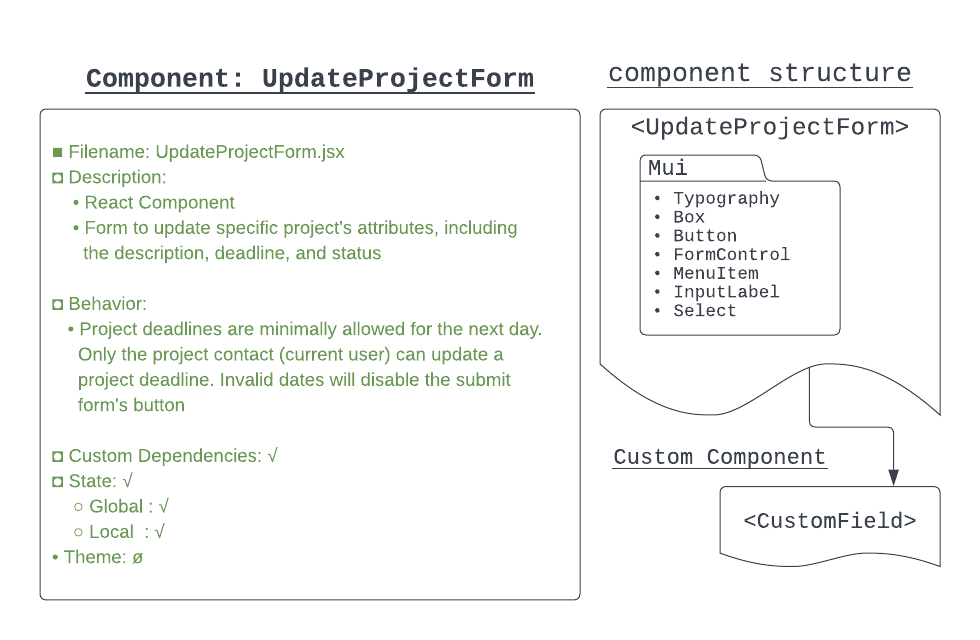 Component: UpdateProjectForm
■ Filename: UpdateProjectForm.jsx
◘ Description:
• React Component
• Form to update specific project's attributes, including
the description, deadline, and status
◘ Behavior:
• Project deadlines are minimally allowed for the next day.
Only the project contact (current user) can update a
project deadline. Invalid dates will disable the submit
form's button
◘ Custom Dependencies: √
◘ State: √
○ Global : √
○ Local  : √
• Theme: ø
component structure
<UpdateProjectForm>
Mui
• Typography
• Box
• Button
• FormControl
• MenuItem
• InputLabel
• Select
Custom Component
<CustomField>